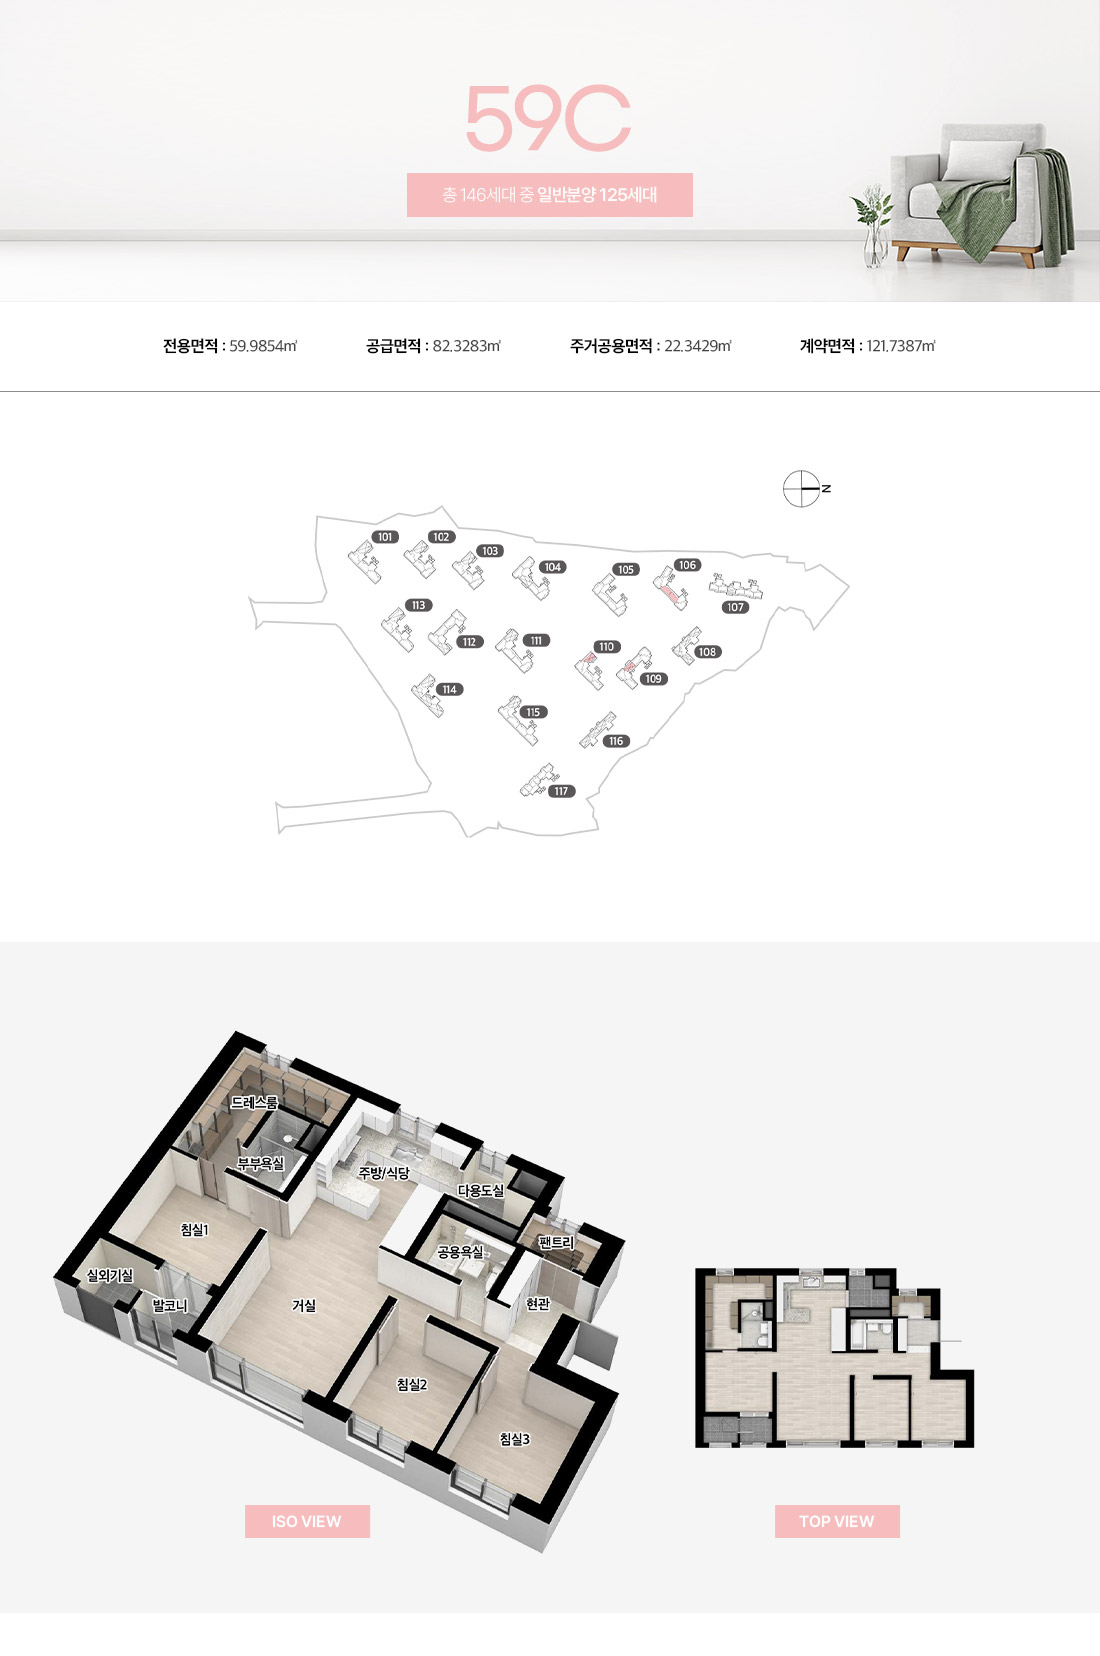 59C
총 146세대 중 일반분양 125세대
전용면적 : 59.9854㎡
공급면적 : 82.3283㎡
주거공용면적 : 22.3429㎡
계약면적 : 121.7387㎡
N
101
102
103
104
105
106
107
113
112
111
110
109
108
114
115
116
117
드레스룸
부부욕실
주방/식당
다용도실
침실1
공용욕실
팬트리
실외기실
발코니
거실
현관
침실2
침실3
ISO VIEW
TOP VIEW